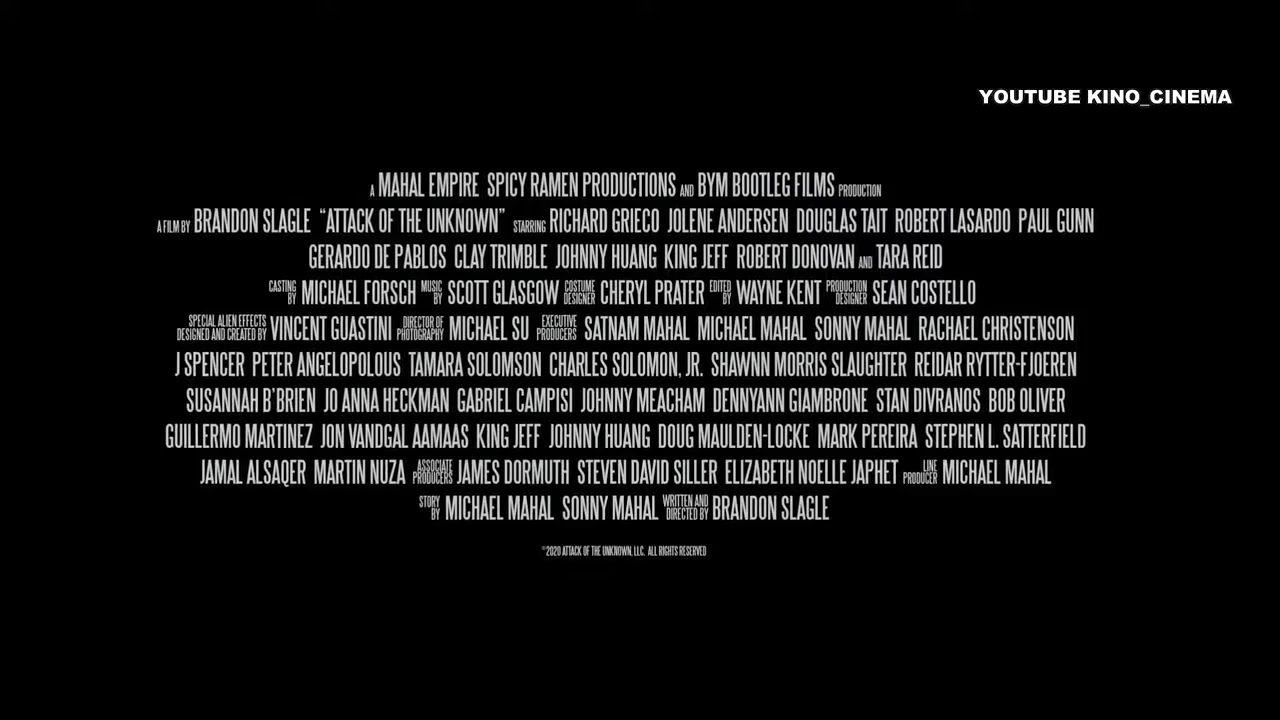 YOUTUBE KINO_CINEMA
A MAHAL EMPIRE SPICY RAMEN PRODUCTIONS AND BYM BOOTLEG FILMS PRODUCTION
A FILM BY BRANDON SLAGLE "ATTACK OF THE UNKNOWN" STARRING RICHARD GRIECO JOLENE ANDERSEN DOUGLAS TAIT ROBERT LASARDO PAUL GUNN
GERARDO DE PABLOS CLAY TRIMBLE JOHNNY HUANG KING JEFF ROBERT DONOVAN AND TARA REID
CASTING BY MICHAEL FORSCH MUSIC BY SCOTT GLASGOW COSTUME DESIGNER CHERYL PRATER EDITED BY WAYNE KENT PRODUCTION DESIGNER SEAN COSTELLO
SPECIAL ALIEN EFFECTS DESIGNED AND CREATED BY VINCENT GUASTINI DIRECTOR OF PHOTOGRAPHY MICHAEL SU EXECUTIVE PRODUCERS SATNAM MAHAL MICHAEL MAHAL SONNY MAHAL RACHAEL CHRISTENSON
J SPENCER PETER ANGELOPOLOUS TAMARA SOLOMSON CHARLES SOLOMON, JR. SHAWNN MORRIS SLAUGHTER REIDAR RYTTER-FJOEREN
SUSANNAH B'BRIEN JO ANNA HECKMAN GABRIEL CAMPISI JOHNNY MEACHAM DENNYANN GIAMBRONE STAN DIVRANOS BOB OLIVER
GUILLERMO MARTINEZ JON VANDGAL AAMAAS KING JEFF JOHNNY HUANG DOUG MAULDEN-LOCKE MARK PEREIRA STEPHEN L. SATTERFIELD
JAMAL ALSAQER MARTIN NUZA ASSOCIATE PRODUCERS JAMES DORMUTH STEVEN DAVID SILLER ELIZABETH NOELLE JAPHET LINE PRODUCER MICHAEL MAHAL
STORY BY MICHAEL MAHAL SONNY MAHAL WRITTEN AND DIRECTED BY BRANDON SLAGLE
©2020 ATTACK OF THE UNKNOWN, LLC. ALL RIGHTS RESERVED